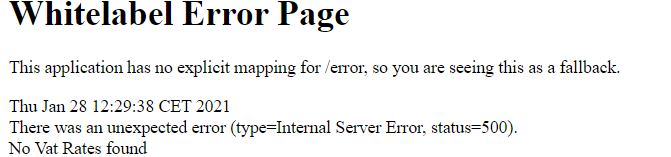 Whitelabel Error Page
This application has no explicit mapping for /error, so you are seeing this as a fallback.
Thu Jan 28 12:29:38 CET 2021
There was an unexpected error (type=Internal Server Error, status=500).
No Vat Rates found